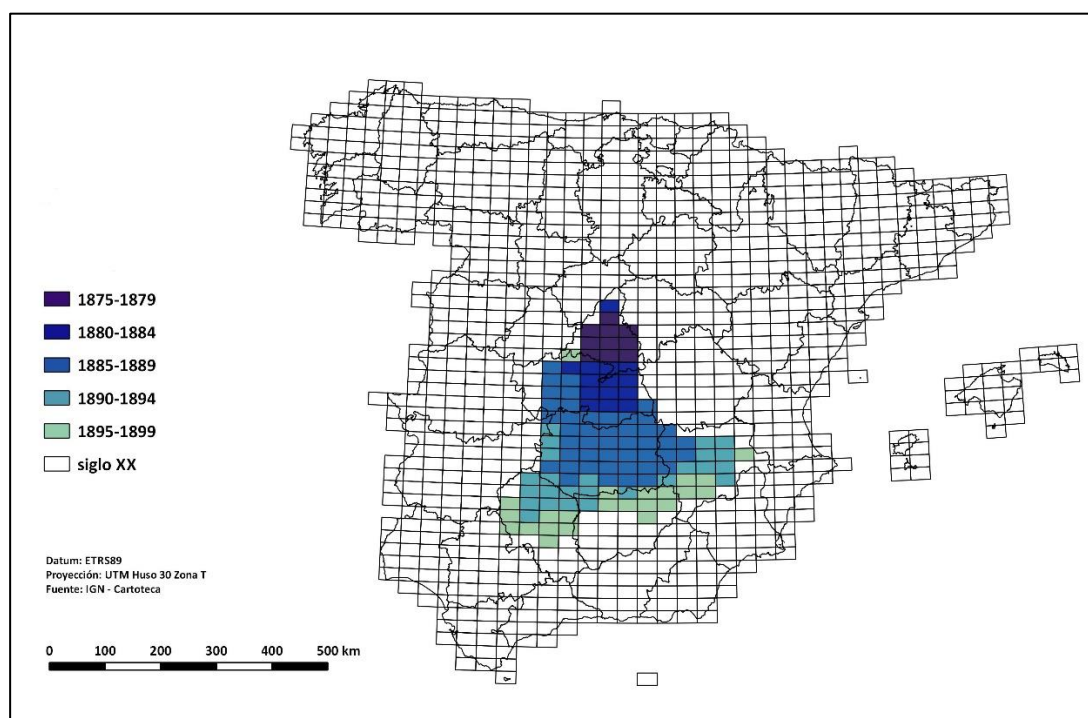 1875-1879
1880-1884
1885-1889
1890-1894
1895-1899
siglo XX
Datum: ETRS89
Proyección: UTM Huso 30 Zona T
Fuente: IGN - Cartoteca
0 100 200 300 400 500 km